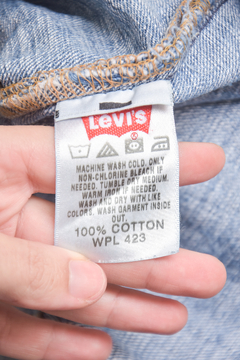 Levi's
MACHINE WASH COLD. ONLY
NON-CHLORINE BLEACH IF
NEEDED. TUMBLE DRY MEDIUM.
WARM IRON IF NEEDED.
WASH AND DRY WITH LIKE
COLORS. WASH GARMENT INSIDE
OUT.
100% COTTON
WPL 423